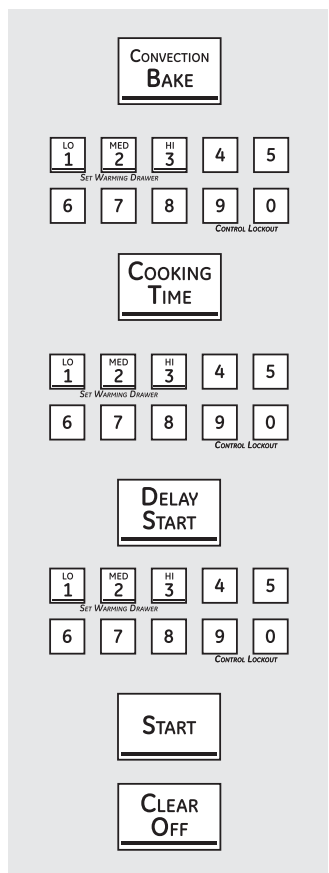 CONVECTION
BAKE
LO MED HI
1 2 3 4 5
SET WARMING DRAWER
6 7 8 9 0
CONTROL LOCKOUT
COOKING
TIME
LO MED HI
1 2 3 4 5
SET WARMING DRAWER
6 7 8 9 0
CONTROL LOCKOUT
DELAY
START
LO MED HI
1 2 3 4 5
SET WARMING DRAWER
6 7 8 9 0
CONTROL LOCKOUT
START
CLEAR
OFF